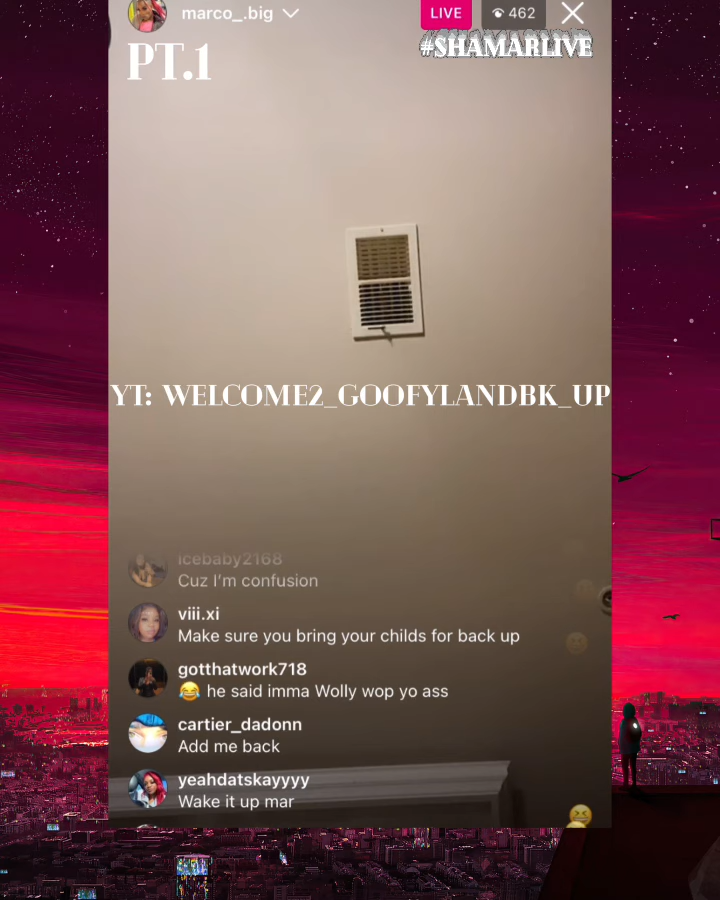 marco_.big
LIVE
462
#SHAMARLIVE
PT.1
YT: WELCOME2_GOOFYLANDBK_UP
icebaby2168
Cuz I'm confusion
viii.xi
Make sure you bring your childs for back up
gotthatwork718
😂 he said imma Wolly wop yo ass
cartier_dadonn
Add me back
yeahdatskayyyy
Wake it up mar